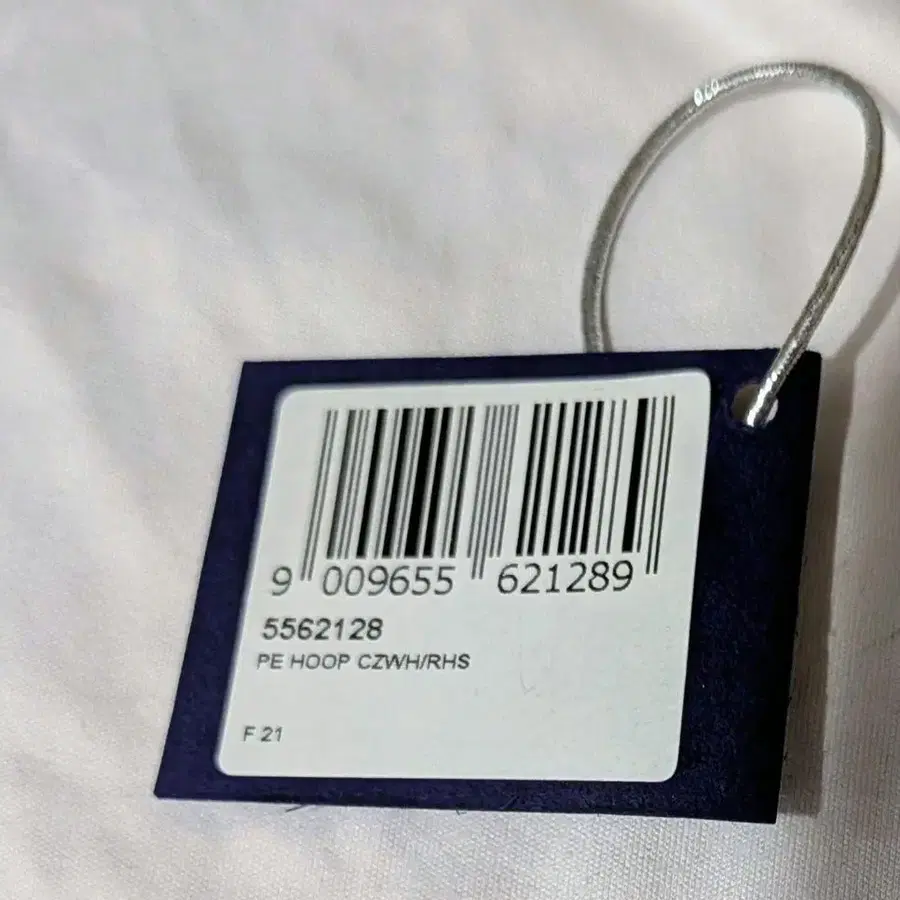 9 009655 621289
5562128
PE HOOP CZWH/RHS
F 21